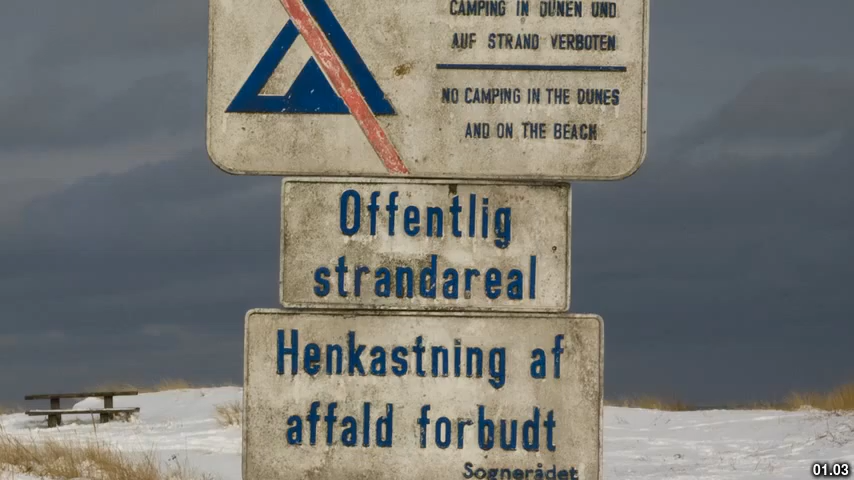 CAMPING IN DÜNEN UND
AUF STRAND VERBOTEN
NO CAMPING IN THE DUNES
AND ON THE BEACH
Offentlig
strandareal
Henkastning af
affald forbudt
Sognerådet
01.03